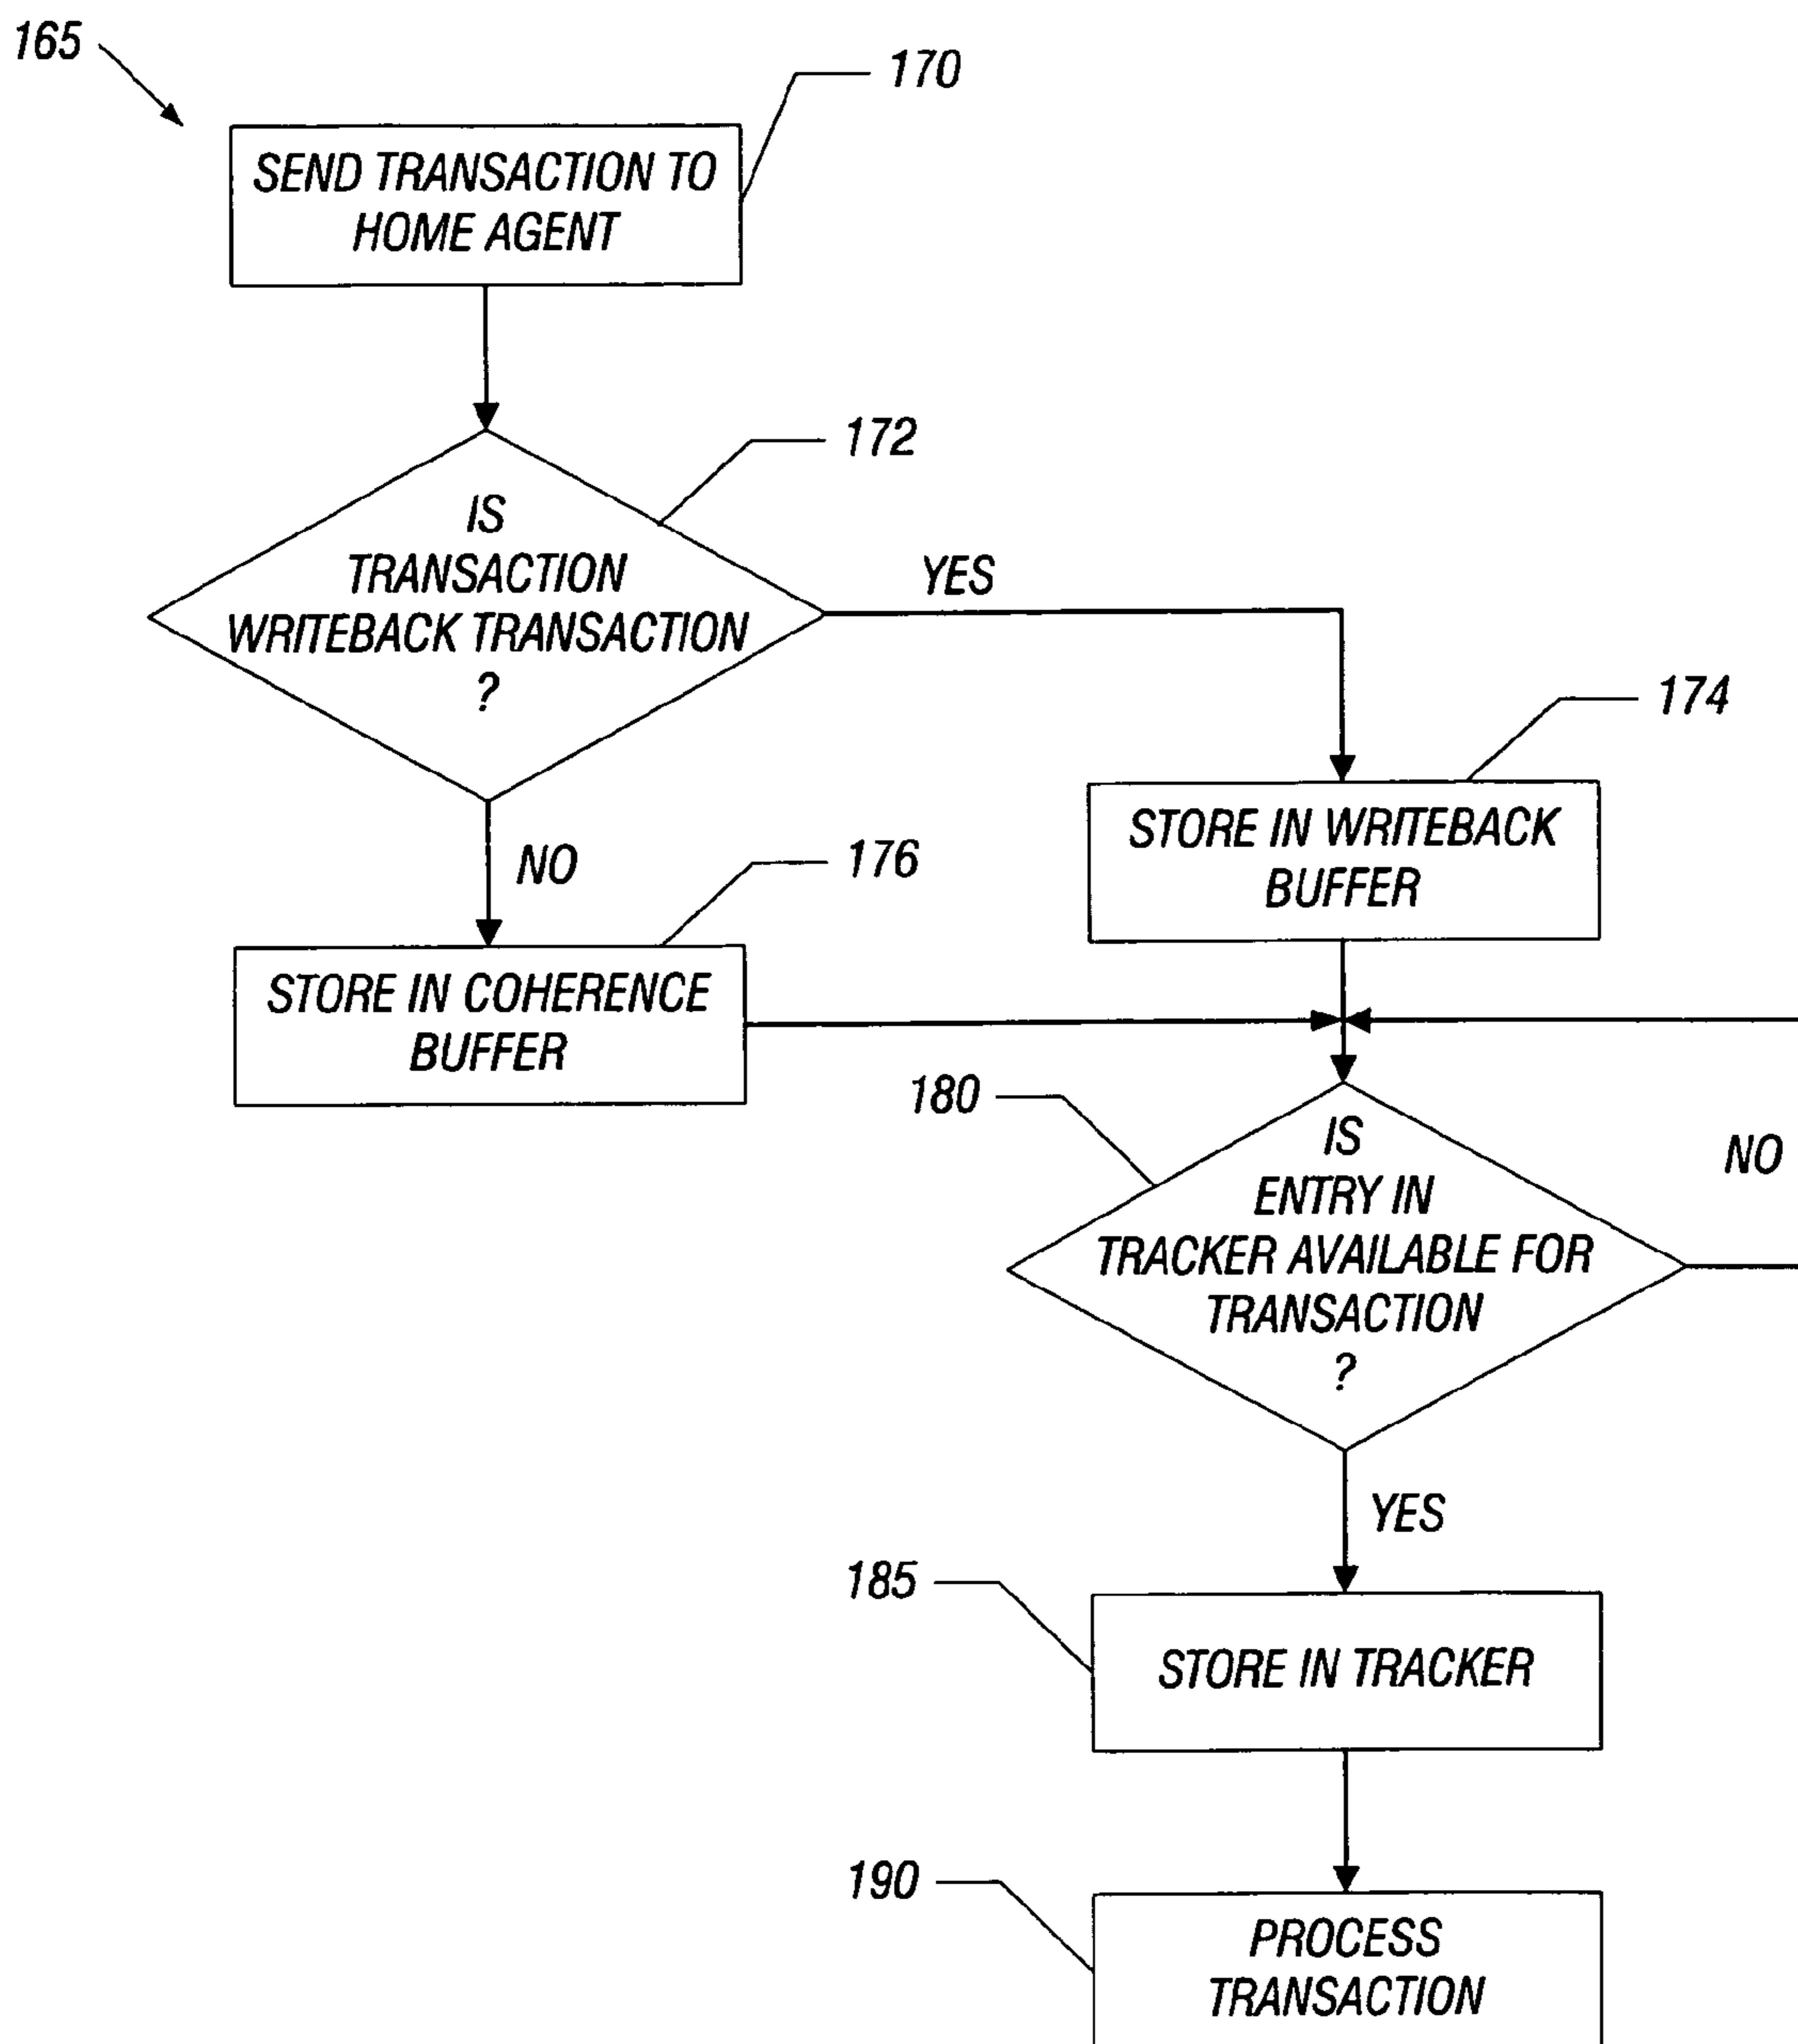 165
170
SEND TRANSACTION TO
HOME AGENT
172
IS
TRANSACTION
WRITEBACK TRANSACTION
?
YES
174
STORE IN WRITEBACK
BUFFER
NO
176
STORE IN COHERENCE
BUFFER
180
IS
ENTRY IN
TRACKER AVAILABLE FOR
TRANSACTION
?
NO
YES
185
STORE IN TRACKER
190
PROCESS
TRANSACTION